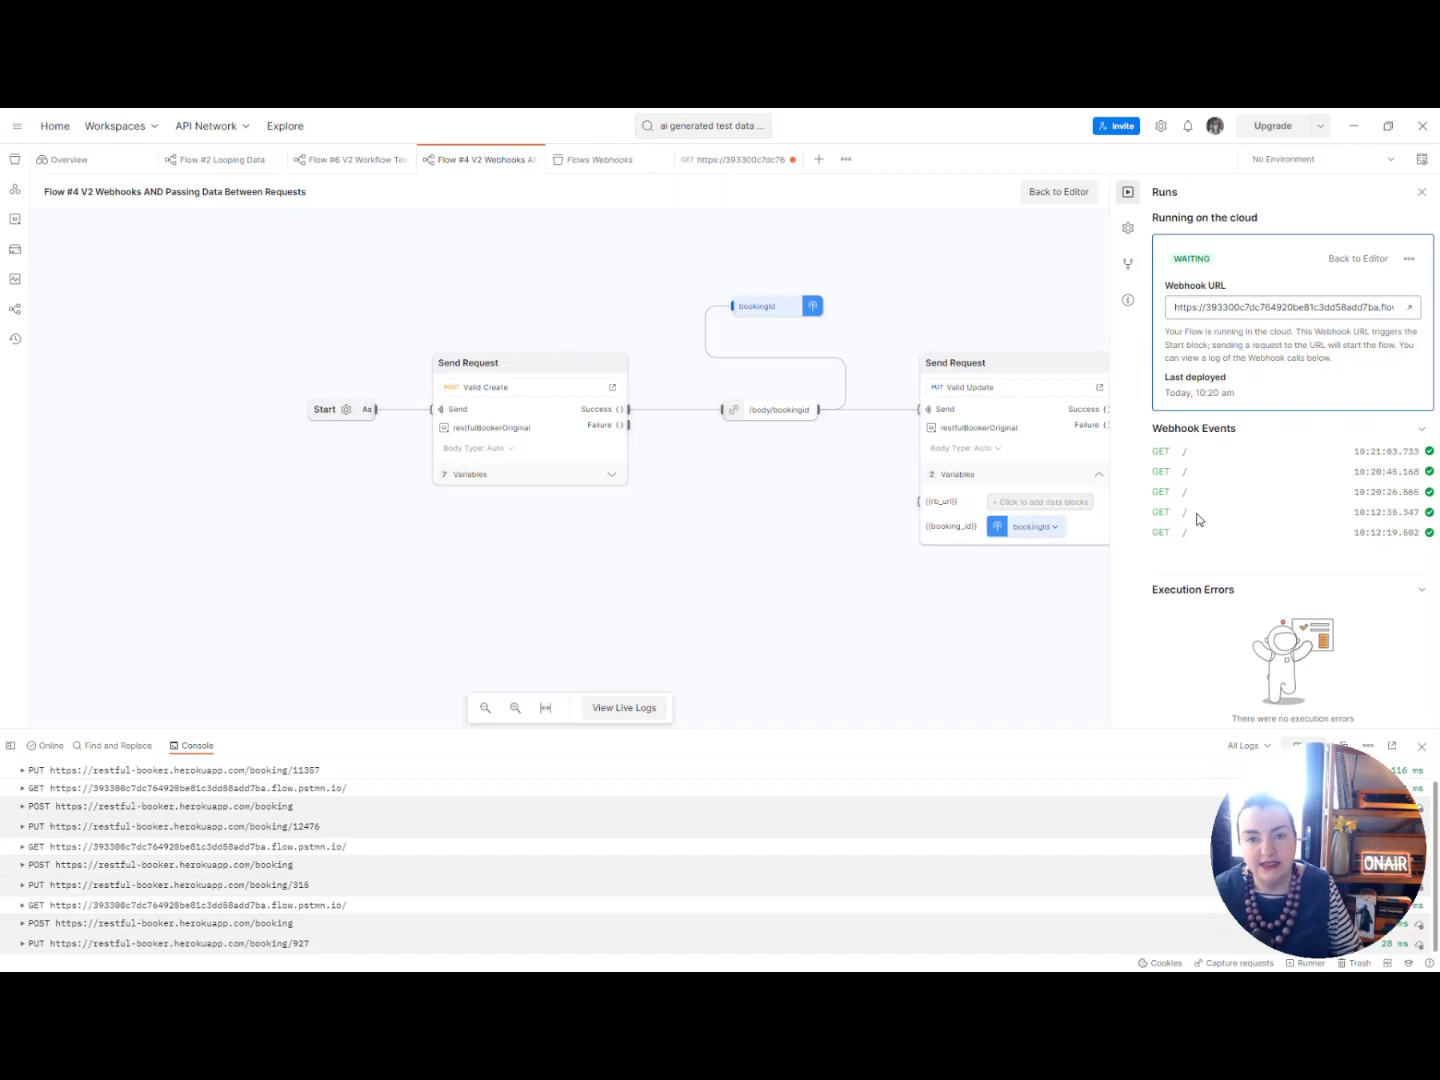 Home
Workspaces
API Network
Explore
ai generated test data ...
Invite
Upgrade
Overview
Flow #2 Looping Data
Flow #6 V2 Workflow Te
Flow #4 V2 Webhooks A
Flows Webhooks
GET https://393300c7dc76
No Environment
Flow #4 V2 Webhooks AND Passing Data Between Requests
Back to Editor
Runs
Running on the cloud
WAITING
Back to Editor
Webhook URL
https://393300c7dc764920be81c3dd58add7ba.flov
Your Flow is running in the cloud. This Webhook URL triggers the
Start block; sending a request to the URL will start the flow. You
can view a log of the Webhook calls below.
Last deployed
Today, 10:20 am
Webhook Events
GET / 10:21:03.733
GET / 10:20:45.168
GET / 10:20:26.565
GET / 10:12:35.347
GET / 10:12:19.502
Execution Errors
There were no execution errors
bookingId
Start
Aa
Send Request
POST Valid Create
Send
Success
restfulBookerOriginal
Failure
Body Type: Auto
7 Variables
/body/bookingid
Send Request
PUT Valid Update
Send
Success
restfulBookerOriginal
Failure
Body Type: Auto
2 Variables
{{rb_url}}
+ Click to add data blocks
{{booking_id}}
bookingId
View Live Logs
Online
Find and Replace
Console
All Logs
PUT https://restful-booker.herokuapp.com/booking/11357
116 ms
GET https://393300c7dc764920be81c3dd58add7ba.flow.pstmn.io/
ms
POST https://restful-booker.herokuapp.com/booking
PUT https://restful-booker.herokuapp.com/booking/12476
GET https://393300c7dc764920be81c3dd58add7ba.flow.pstmn.io/
POST https://restful-booker.herokuapp.com/booking
PUT https://restful-booker.herokuapp.com/booking/315
GET https://393300c7dc764920be81c3dd58add7ba.flow.pstmn.io/
ms
POST https://restful-booker.herokuapp.com/booking
ms
PUT https://restful-booker.herokuapp.com/booking/927
28 ms
ONAIR
Cookies
Capture requests
Runner
Trash